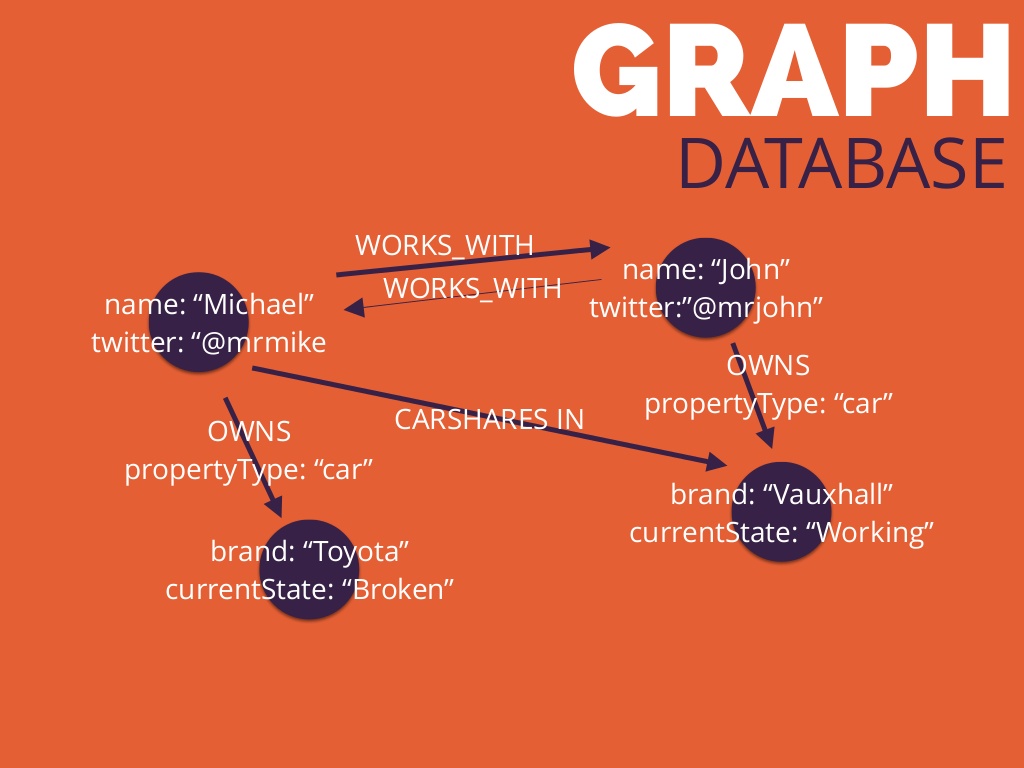 GRAPH
DATABASE
WORKS_WITH
WORKS_WITH
name: “John”
twitter:”@mrjohn”
name: “Michael”
twitter: “@mrmike
OWNS
propertyType: “car”
CARSHARES IN
OWNS
propertyType: “car”
brand: “Vauxhall”
currentState: “Working”
brand: “Toyota”
currentState: “Broken”